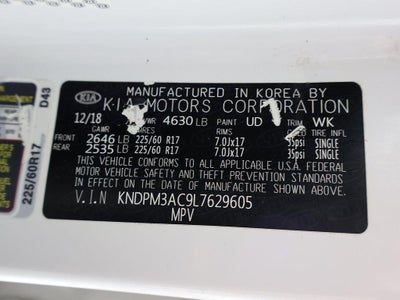 MANUFACTURED IN KOREA BY
KIA KIA MOTORS CORPORATION
12/18 GVWR 4630 LB PAINT UD TRIM WK
GAWR TIRES RIMS
FRONT 2646 LB 225/60 R17 7.0Jx17 35psi SINGLE
REAR 2535 LB 225/60 R17 7.0Jx17 35psi SINGLE
THIS VEHICLE CONFORMS TO ALL APPLICABLE U.S.A FEDERAL
MOTOR VEHICLE SAFETY AND THEFT PREVENTION STANDARDS IN
EFFECT ON THE DATE OF MANUFACTURE SHOWN ABOVE.
V.I.N KNDPM3AC9L7629605
MPV
D43
225/60R17